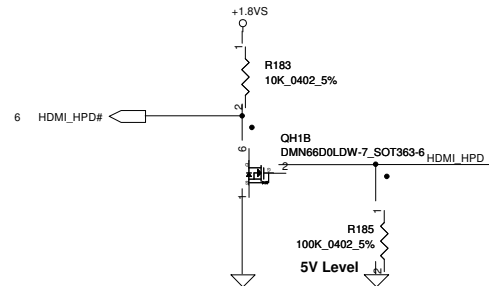 +1.8VS
1
R183
10K_0402_5%
2
6 HDMI_HPD#
QH1B
DMN66D0LDW-7_SOT363-6
6
2
HDMI_HPD
1
1
R185
100K_0402_5%
5V Level
2